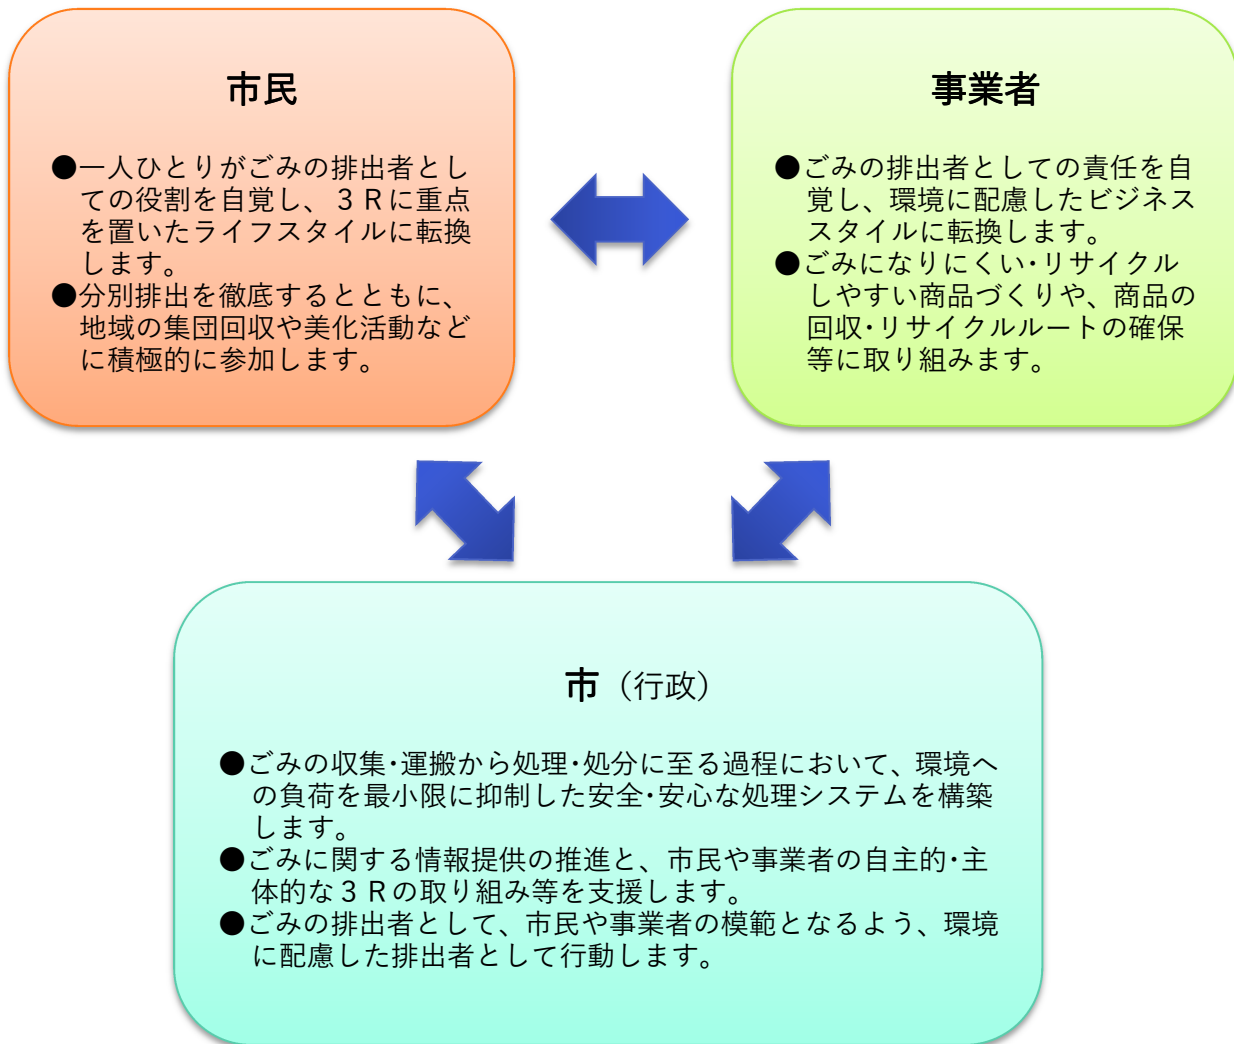 市民
●一人ひとりがごみの排出者とし
ての役割を自覚し、３Ｒに重点
を置いたライフスタイルに転換
します。
●分別排出を徹底するとともに、
地域の集団回収や美化活動など
に積極的に参加します。
事業者
●ごみの排出者としての責任を自
覚し、環境に配慮したビジネス
スタイルに転換します。
●ごみになりにくい･リサイクル
しやすい商品づくりや、商品の
回収･リサイクルルートの確保
等に取り組みます。
市（行政）
●ごみの収集･運搬から処理･処分に至る過程において、環境へ
の負荷を最小限に抑制した安全･安心な処理システムを構築
します。
●ごみに関する情報提供の推進と、市民や事業者の自主的･主
体的な３Ｒの取り組み等を支援します。
●ごみの排出者として、市民や事業者の模範となるよう、環境
に配慮した排出者として行動します。